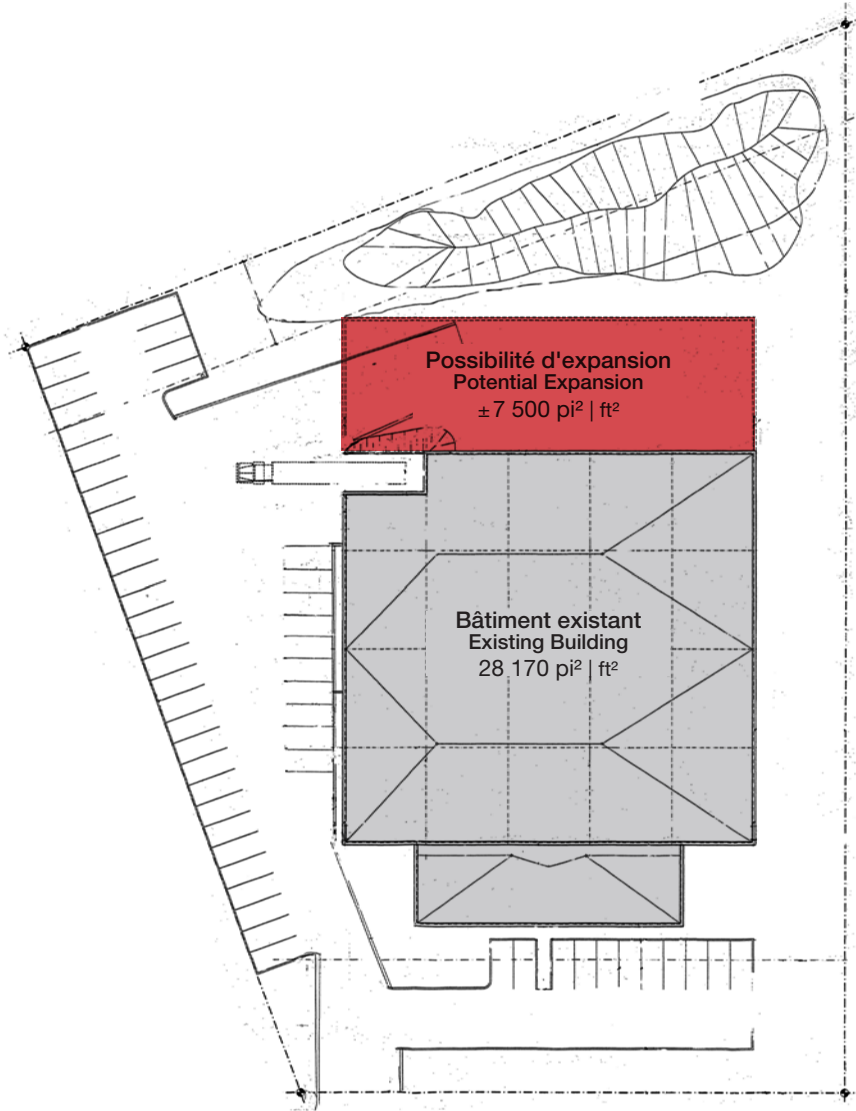 Possibilité d'expansion
Potential Expansion
±7 500 pi² | ft²
Bâtiment existant
Existing Building
28 170 pi² | ft²